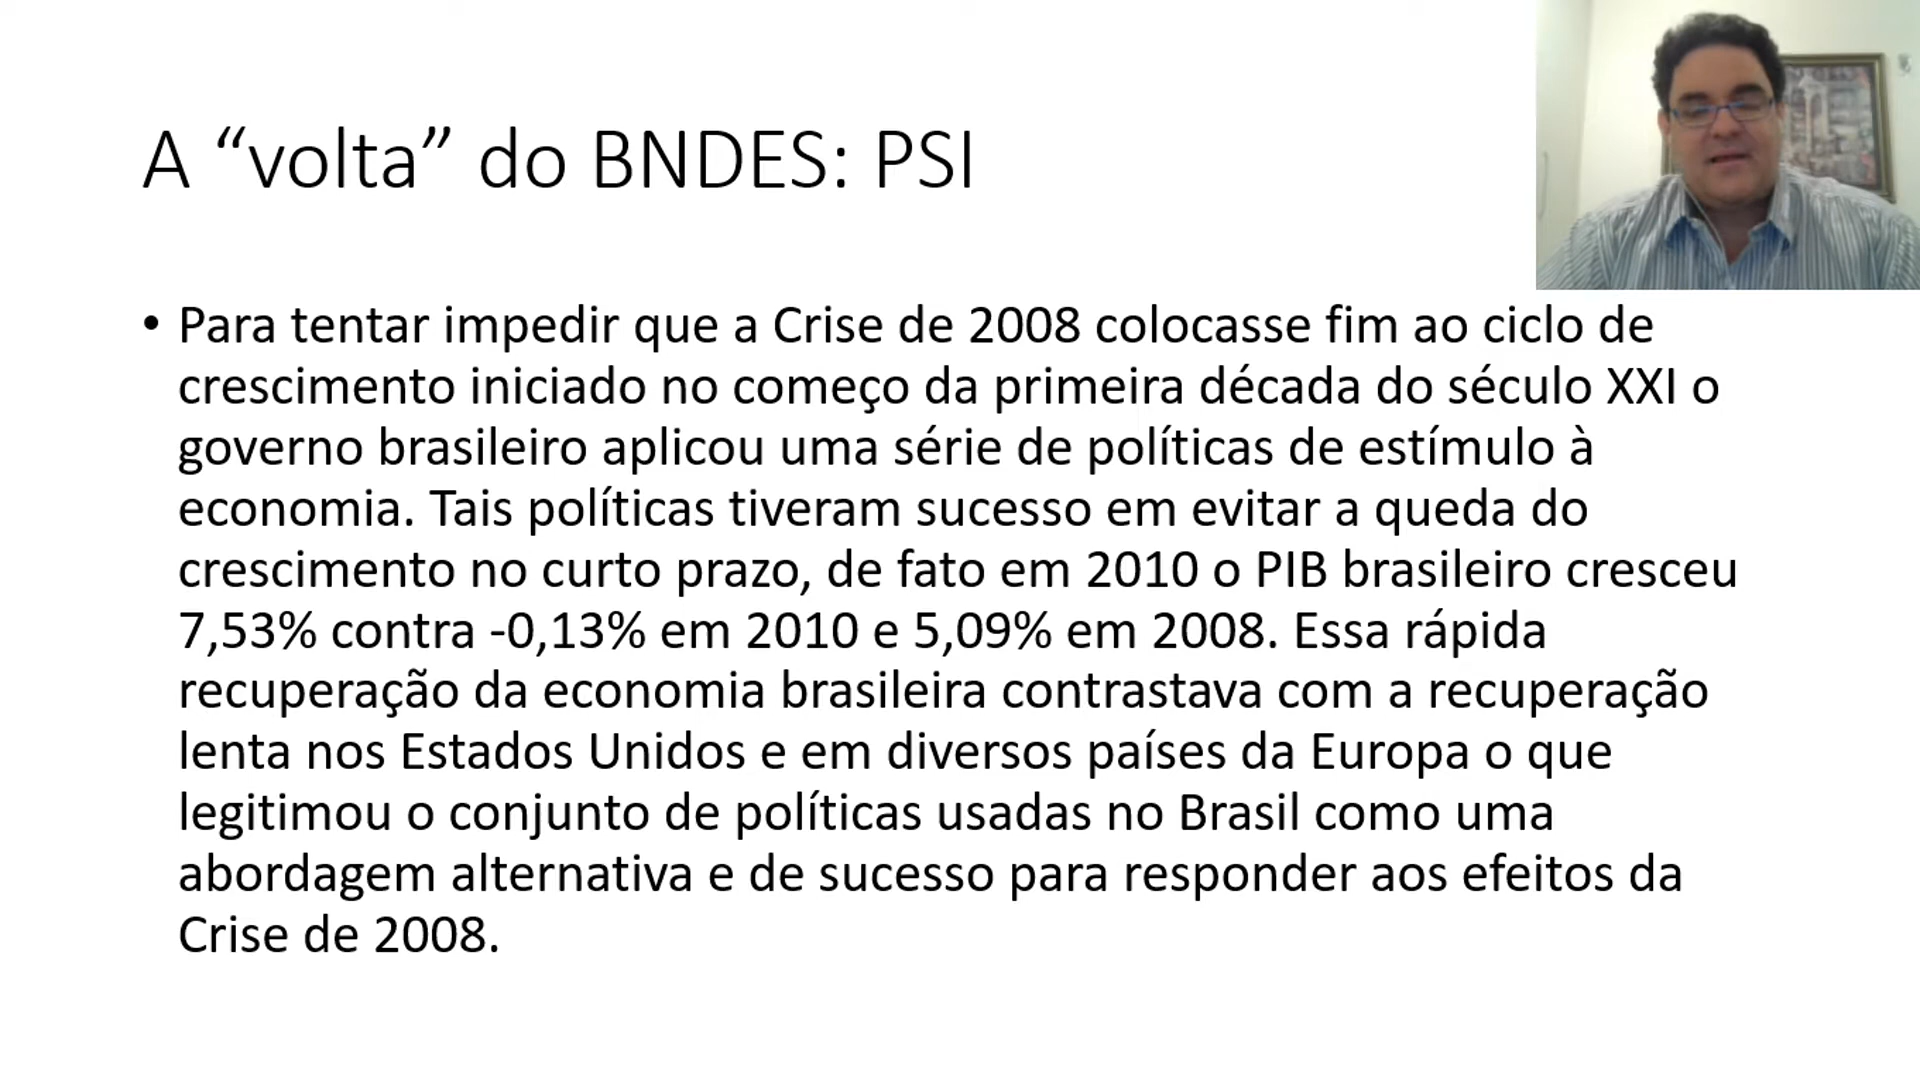 A “volta” do BNDES: PSI
• Para tentar impedir que a Crise de 2008 colocasse fim ao ciclo de
crescimento iniciado no começo da primeira década do século XXI o
governo brasileiro aplicou uma série de políticas de estímulo à
economia. Tais políticas tiveram sucesso em evitar a queda do
crescimento no curto prazo, de fato em 2010 o PIB brasileiro cresceu
7,53% contra -0,13% em 2010 e 5,09% em 2008. Essa rápida
recuperação da economia brasileira contrastava com a recuperação
lenta nos Estados Unidos e em diversos países da Europa o que
legitimou o conjunto de políticas usadas no Brasil como uma
abordagem alternativa e de sucesso para responder aos efeitos da
Crise de 2008.